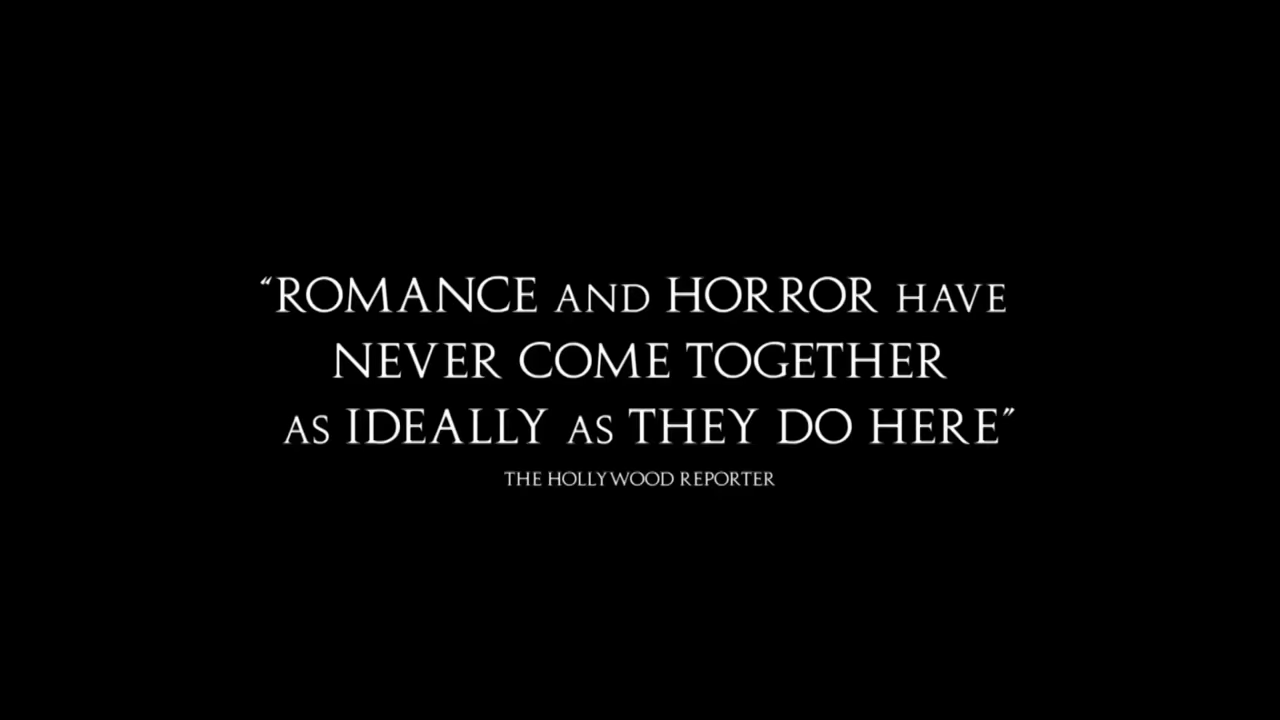 “ROMANCE AND HORROR HAVE
NEVER COME TOGETHER
AS IDEALLY AS THEY DO HERE”
THE HOLLYWOOD REPORTER